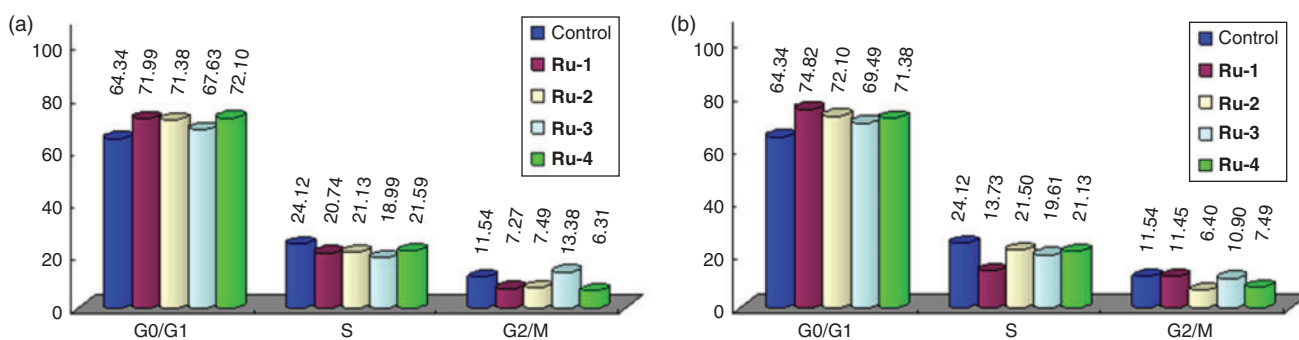 (a)
100
80
60
40
20
0
64.34 71.99 71.38 67.63 72.10
24.12 20.74 21.13 18.99 21.59
11.54 7.27 7.49 13.38 6.31
G0/G1 S G2/M
Control
Ru-1
Ru-2
Ru-3
Ru-4
(b)
100
80
60
40
20
0
64.34 74.82 72.10 69.49 71.38
24.12 13.73 21.50 19.61 21.13
11.54 11.45 6.40 10.90 7.49
G0/G1 S G2/M
Control
Ru-1
Ru-2
Ru-3
Ru-4